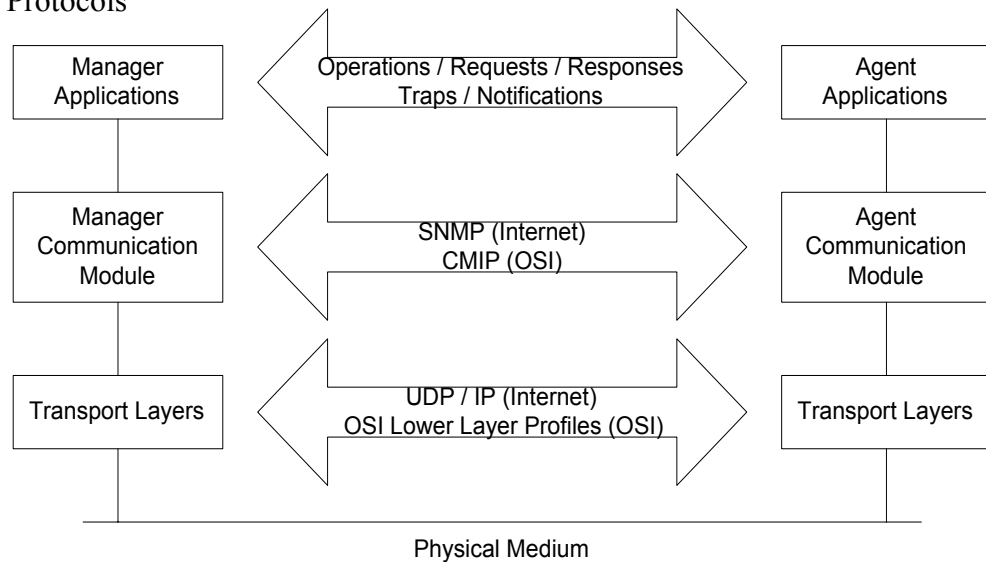 Protocols
Manager
Applications
Operations / Requests / Responses
Traps / Notifications
Agent
Applications
Manager
Communication
Module
SNMP (Internet)
CMIP (OSI)
Agent
Communication
Module
Transport Layers
UDP / IP (Internet)
OSI Lower Layer Profiles (OSI)
Transport Layers
Physical Medium